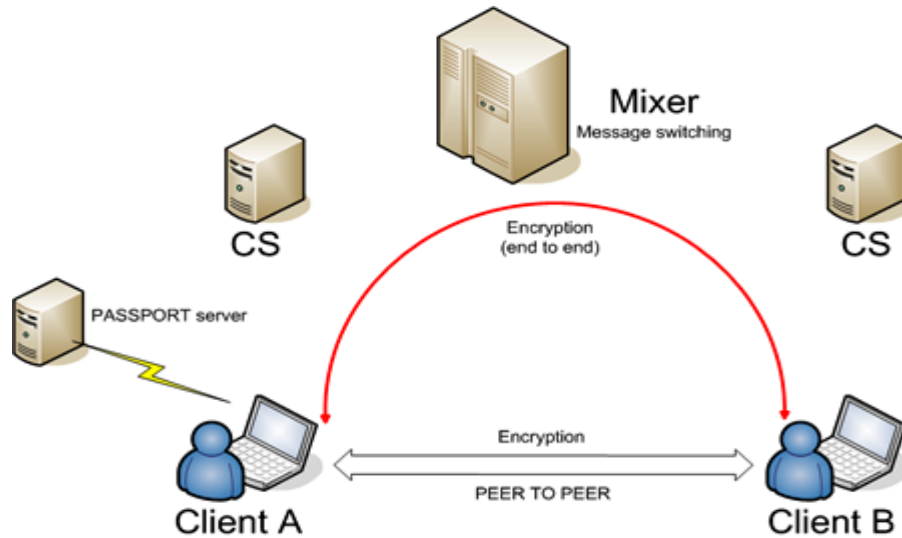 Mixer
Message switching
CS
CS
Encryption
(end to end)
PASSPORT server
Encryption
PEER TO PEER
Client A
Client B